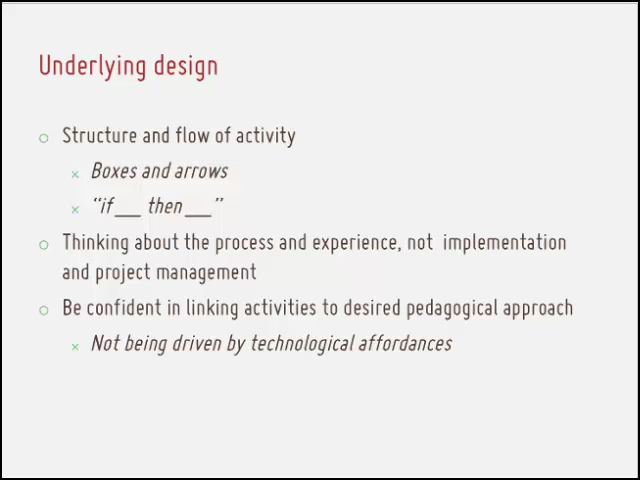 Underlying design
Structure and flow of activity
Boxes and arrows
“if ___ then ___”
Thinking about the process and experience, not implementation
and project management
Be confident in linking activities to desired pedagogical approach
Not being driven by technological affordances